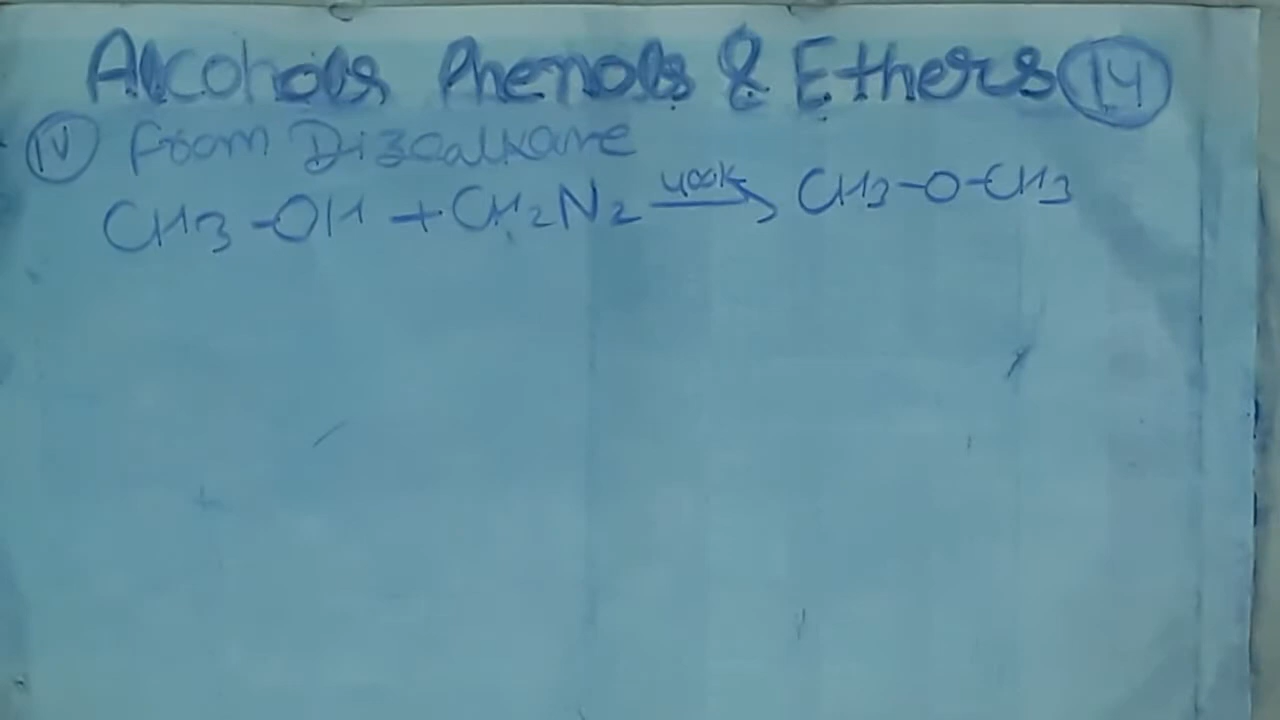 Alcohols Phenols & Ethers 14
IV From Dizoalkane
CH3-OH + CH2N2 400K → CH3-O-CH3